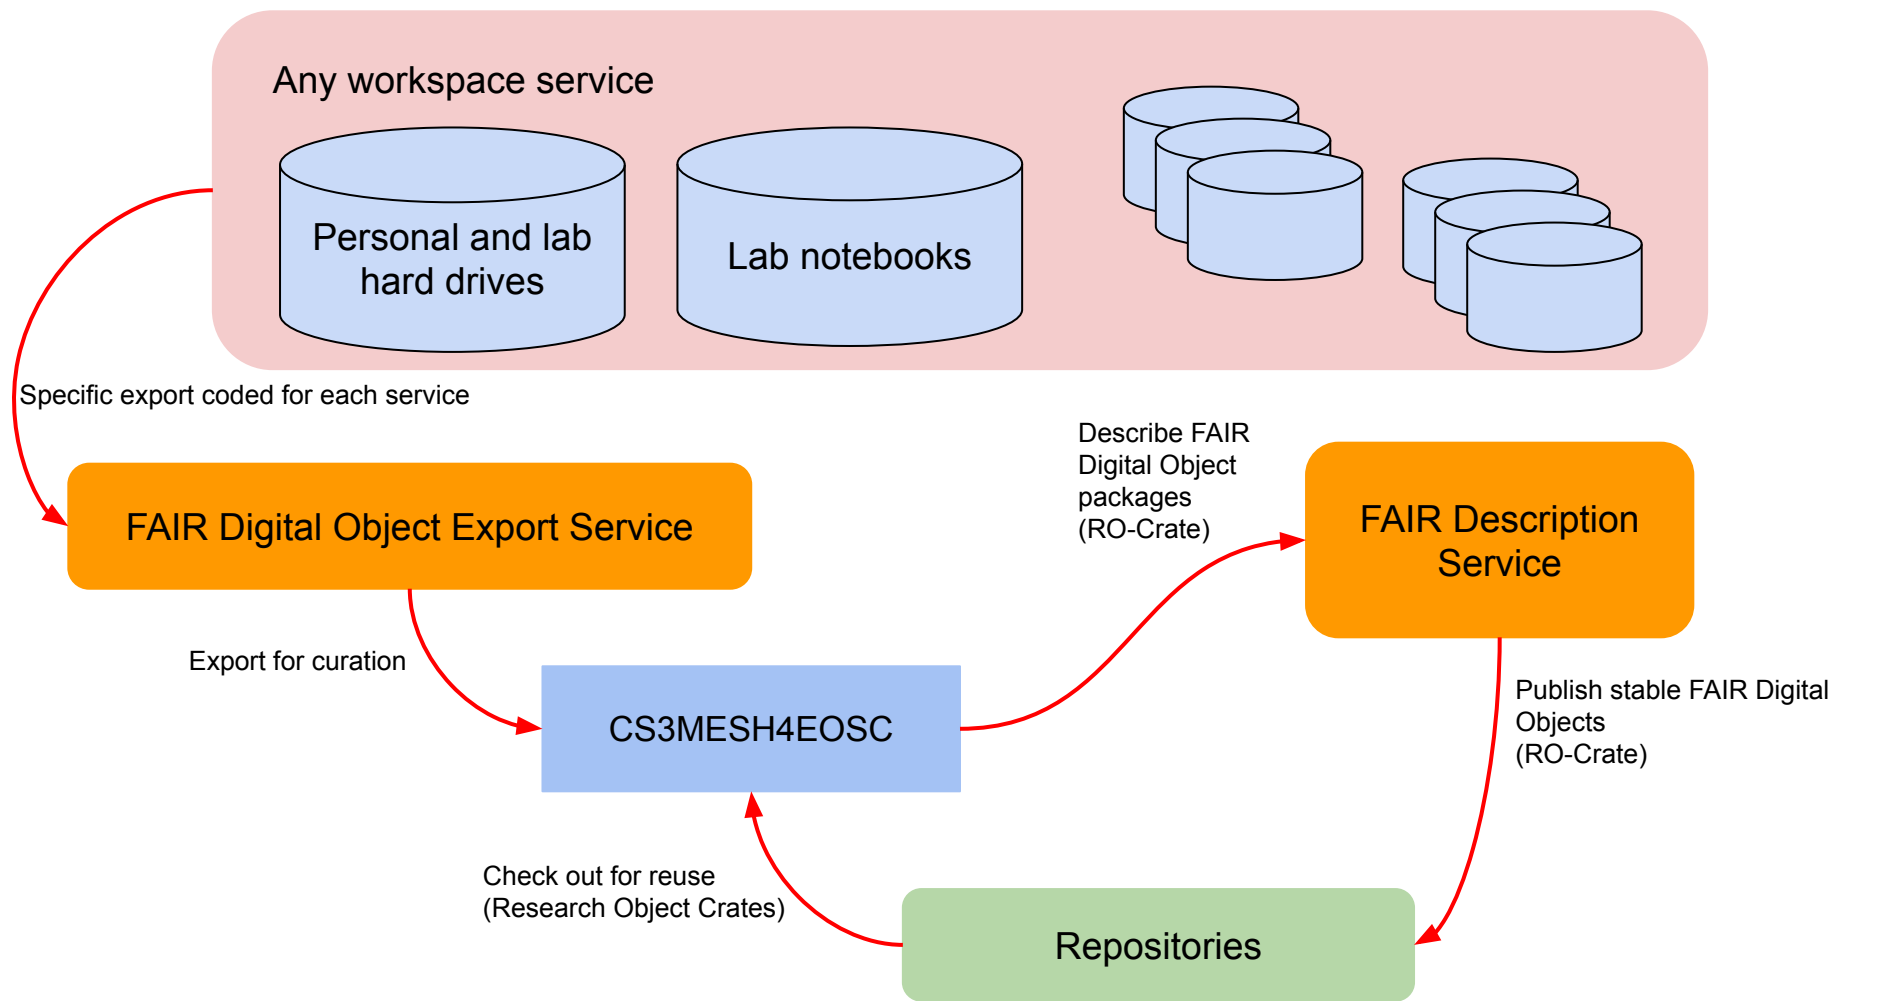 Any workspace service
Personal and lab
hard drives
Lab notebooks
Specific export coded for each service
FAIR Digital Object Export Service
Describe FAIR
Digital Object
packages
(RO-Crate)
FAIR Description
Service
Export for curation
CS3MESH4EOSC
Publish stable FAIR Digital
Objects
(RO-Crate)
Check out for reuse
(Research Object Crates)
Repositories